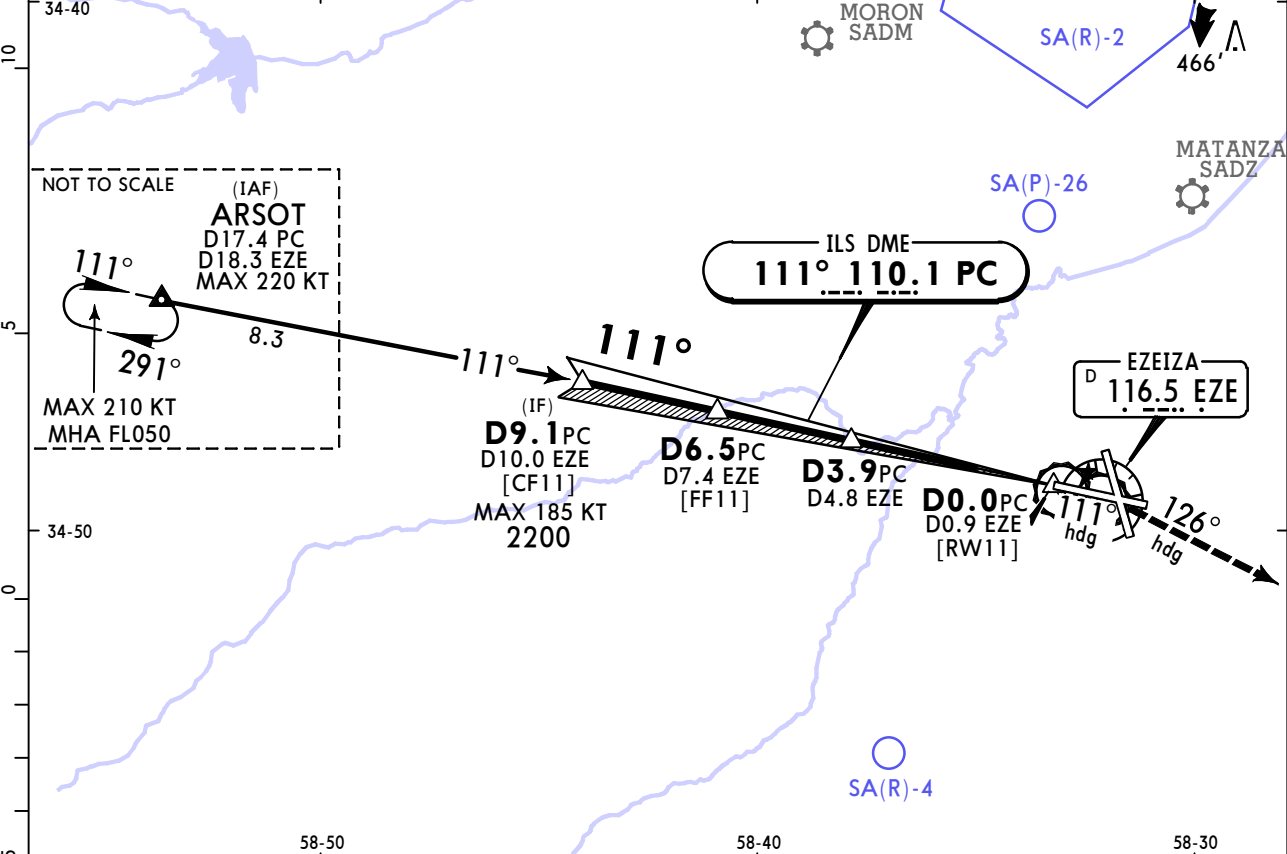 34-40
10
MORON
SADM
SA(R)-2
466'
MATANZA
SADZ
SA(P)-26
NOT TO SCALE
(IAF)
ARSOT
D17.4 PC
D18.3 EZE
MAX 220 KT
111°
291°
8.3
MAX 210 KT
MHA FL050
5
111°
111°
ILS DME
111° 110.1 PC
EZEIZA
D 116.5 EZE
(IF)
D9.1PC
D10.0 EZE
[CF11]
MAX 185 KT
2200
D6.5PC
D7.4 EZE
[FF11]
D3.9PC
D4.8 EZE
D0.0PC
D0.9 EZE
[RW11]
111°
hdg
126°
hdg
34-50
0
SA(R)-4
58-50
58-40
58-30